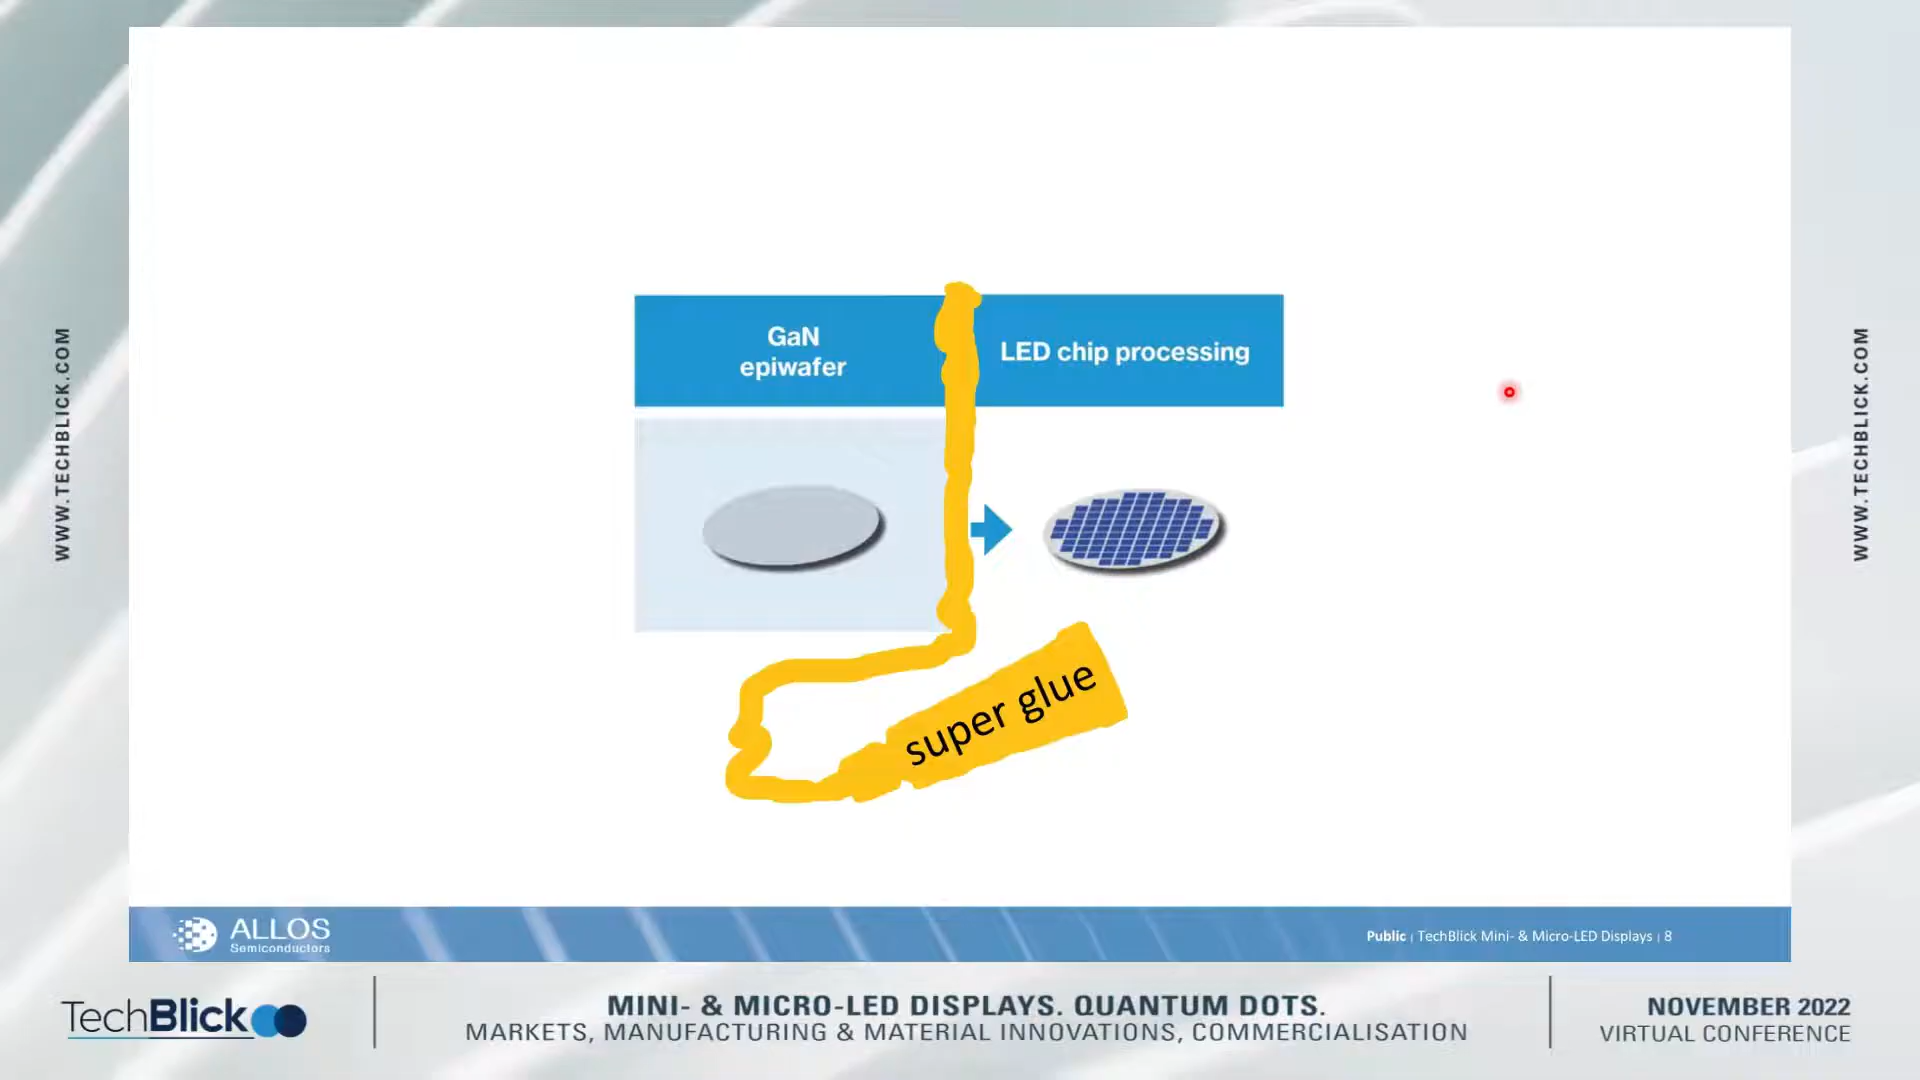 WWW.TECHBLICK.COM
GaN
epiwafer
LED chip processing
super glue
WWW.TECHBLICK.COM
ALLOS
Semiconductors
Public | TechBlick Mini- & Micro-LED Displays | 8
TechBlick
MINI- & MICRO-LED DISPLAYS. QUANTUM DOTS.
MARKETS, MANUFACTURING & MATERIAL INNOVATIONS, COMMERCIALISATION
NOVEMBER 2022
VIRTUAL CONFERENCE